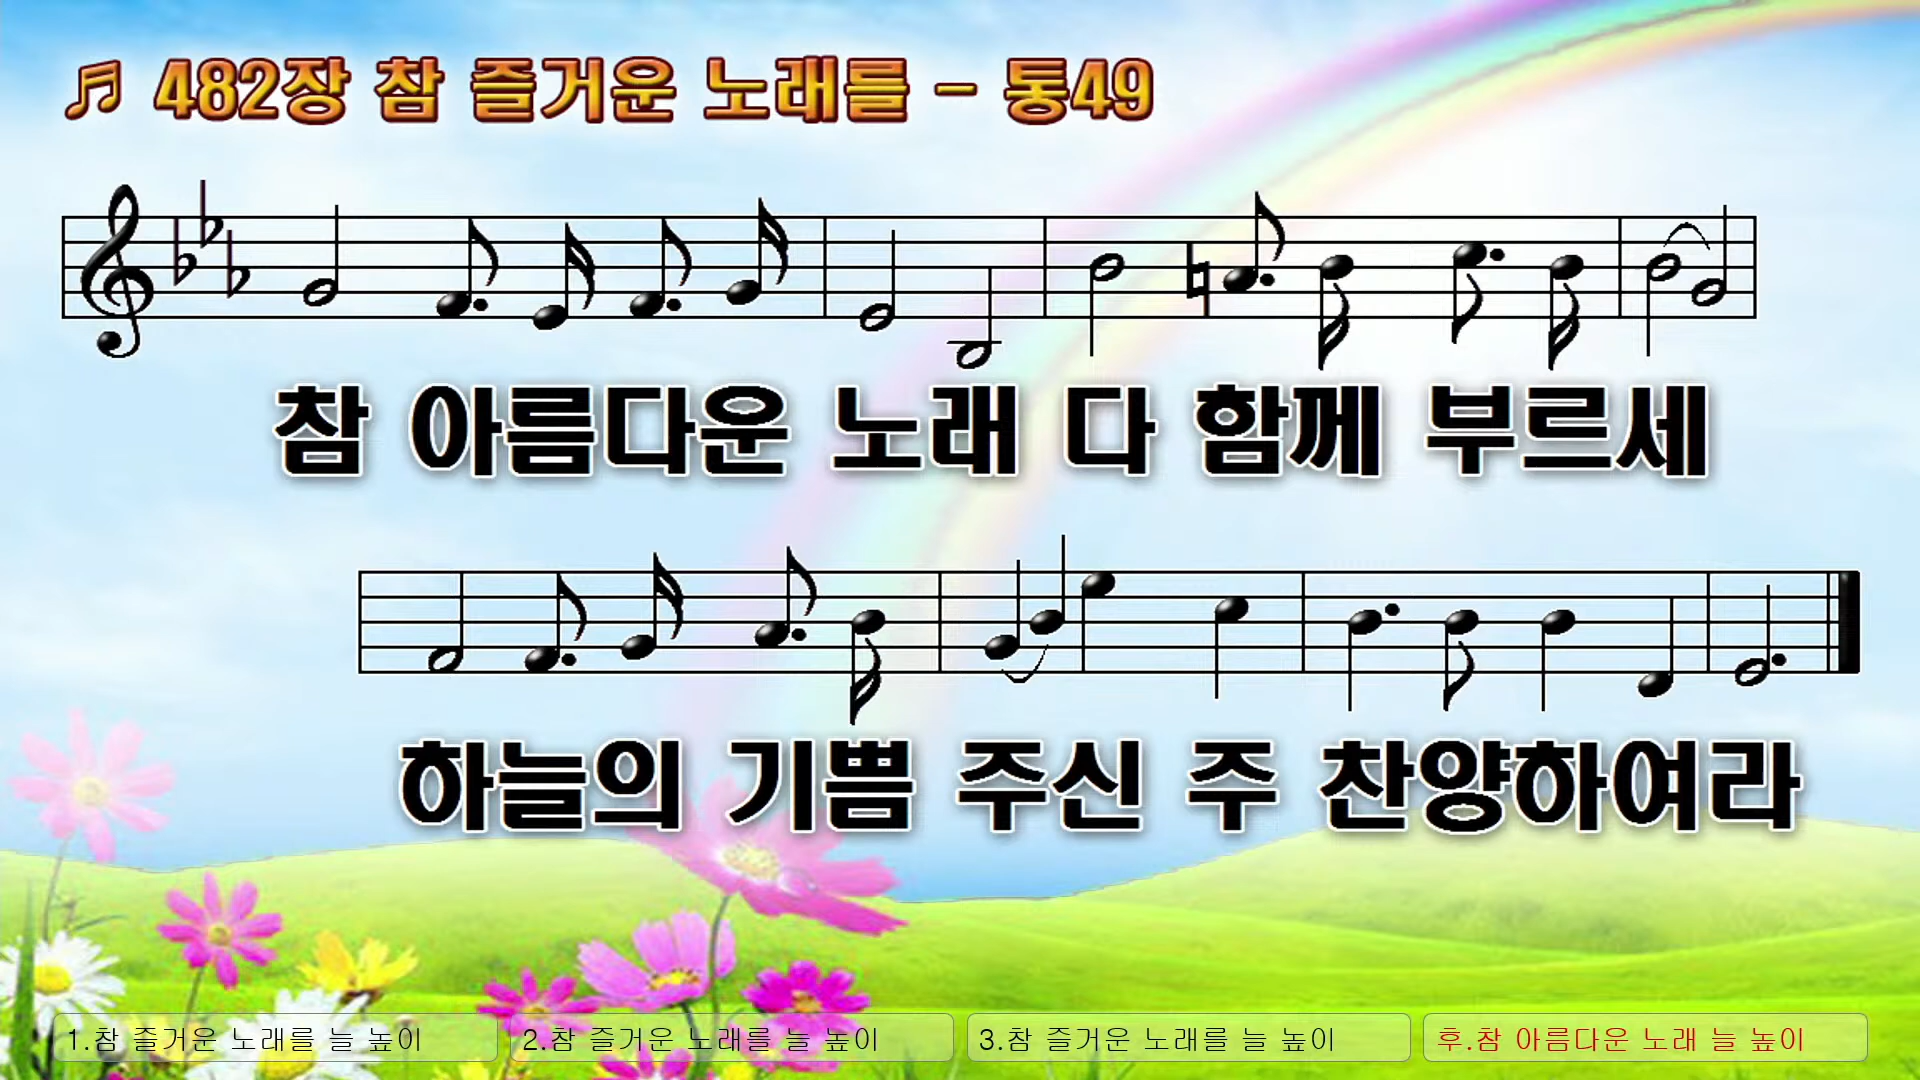 482장 참 즐거운 노래를 - 통49
참 아름다운 노래 다 함께 부르세
하늘의 기쁨 주신 주 찬양하여라
1.참 즐거운 노래를 늘 높이
2.참 즐거운 노래를 늘 높이
3.참 즐거운 노래를 늘 높이
후.참 아름다운 노래 늘 높이